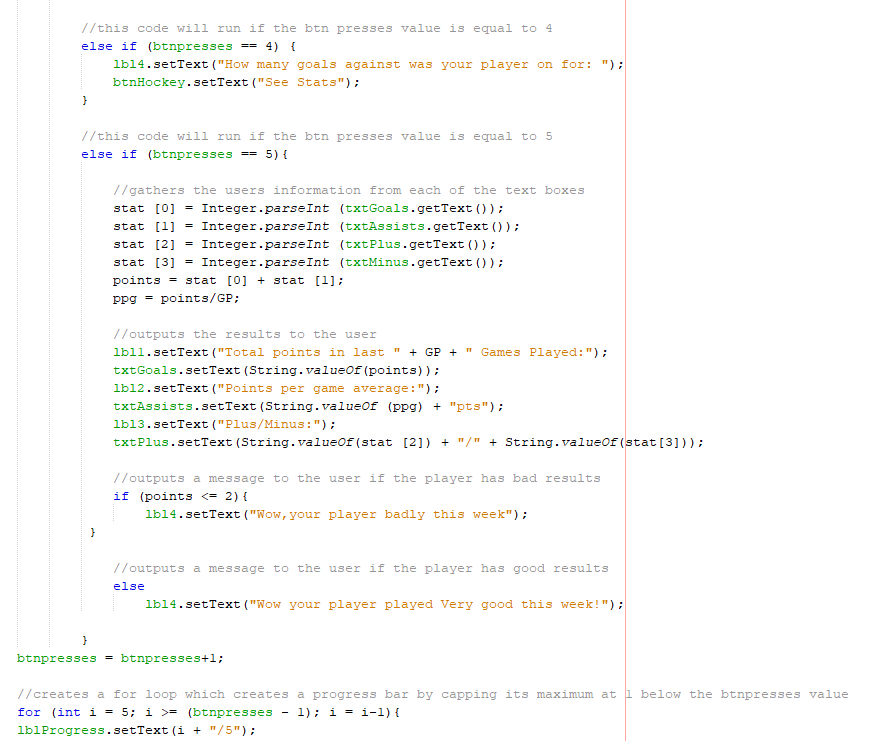 //this code will run if the btn presses value is equal to 4
else if (btnpresses == 4) {
lbl4.setText("How many goals against was your player on for: ");
btnHockey.setText("See Stats");
}
//this code will run if the btn presses value is equal to 5
else if (btnpresses == 5){
//gathers the users information from each of the text boxes
stat [0] = Integer.parseInt (txtGoals.getText());
stat [1] = Integer.parseInt (txtAssists.getText());
stat [2] = Integer.parseInt (txtPlus.getText());
stat [3] = Integer.parseInt (txtMinus.getText());
points = stat [0] + stat [1];
ppg = points/GP;
//outputs the results to the user
lbl1.setText("Total points in last " + GP + " Games Played:");
txtGoals.setText(String.valueOf(points));
lbl2.setText("Points per game average:");
txtAssists.setText(String.valueOf (ppg) + "pts");
lbl3.setText("Plus/Minus:");
txtPlus.setText(String.valueOf(stat [2]) + "/" + String.valueOf(stat[3]));
//outputs a message to the user if the player has bad results
if (points <= 2){
lbl4.setText("Wow,your player badly this week");
}
//outputs a message to the user if the player has good results
else
lbl4.setText("Wow your player played Very good this week!");
}
btnpresses = btnpresses+1;
//creates a for loop which creates a progress bar by capping its maximum at 1 below the btnpresses value
for (int i = 5; i >= (btnpresses - 1); i = i-1){
lblProgress.setText(i + "/5");